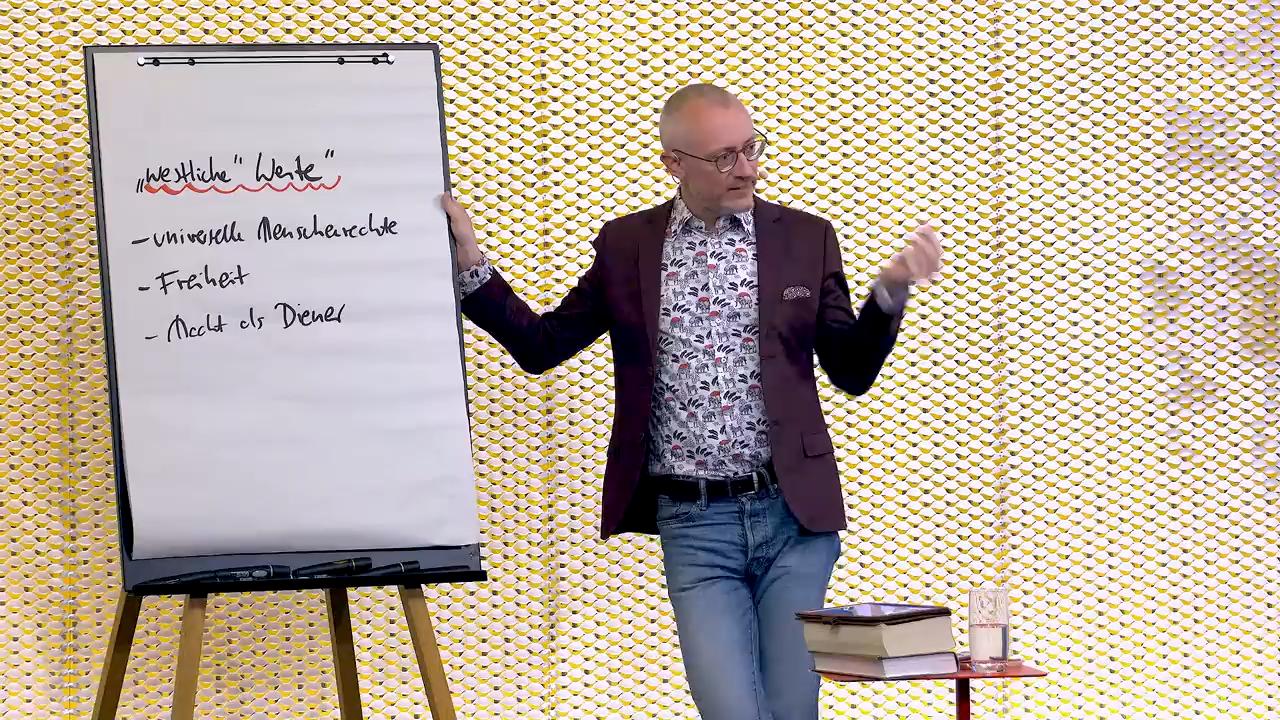 „westliche" Werte"
- universelle Menschenrechte
- Freiheit
- Macht als Diener